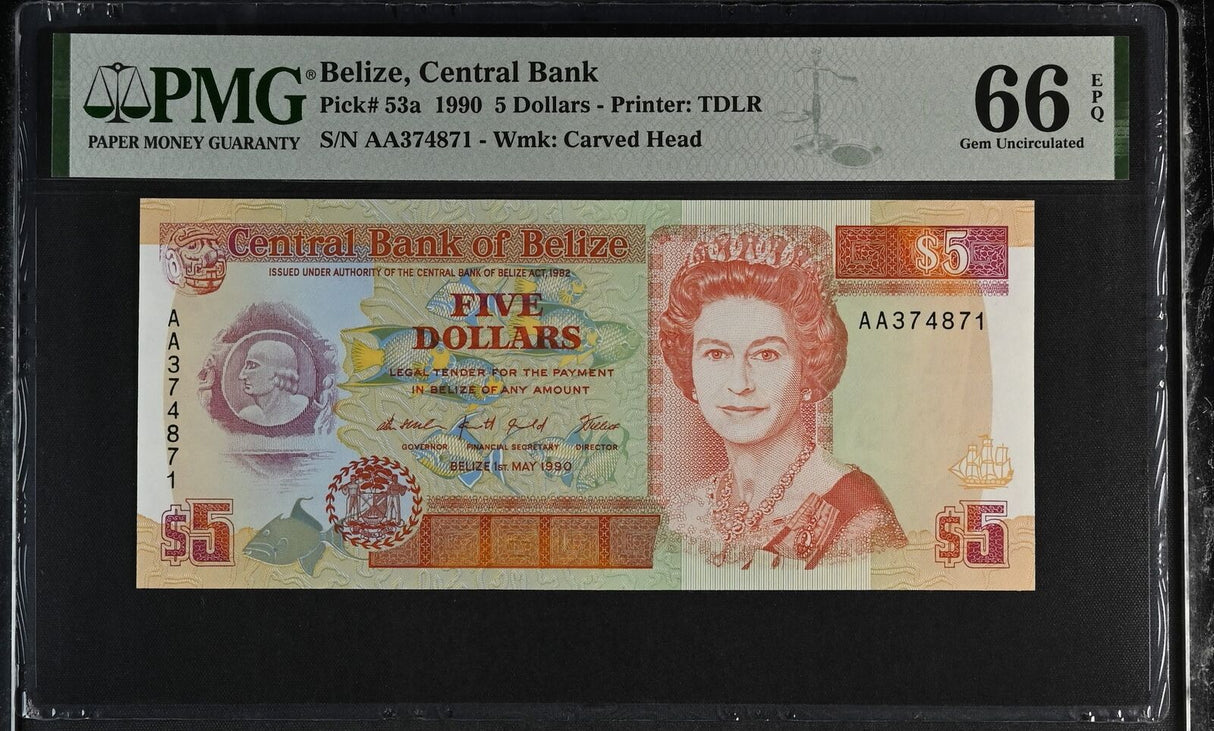 PMG®
PAPER MONEY GUARANTY
Belize, Central Bank
Pick# 53a 1990 5 Dollars - Printer: TDLR
S/N AA374871 - Wmk: Carved Head
66
EPQ
Gem Uncirculated
Central Bank of Belize
ISSUED UNDER AUTHORITY OF THE CENTRAL BANK OF BELIZE ACT, 1982
$5
FIVE
DOLLARS
AA374871
AA374871
LEGAL TENDER FOR THE PAYMENT
IN BELIZE OF ANY AMOUNT
GOVERNOR FINANCIAL SECRETARY DIRECTOR
BELIZE 1ST. MAY 1990
$5
$5